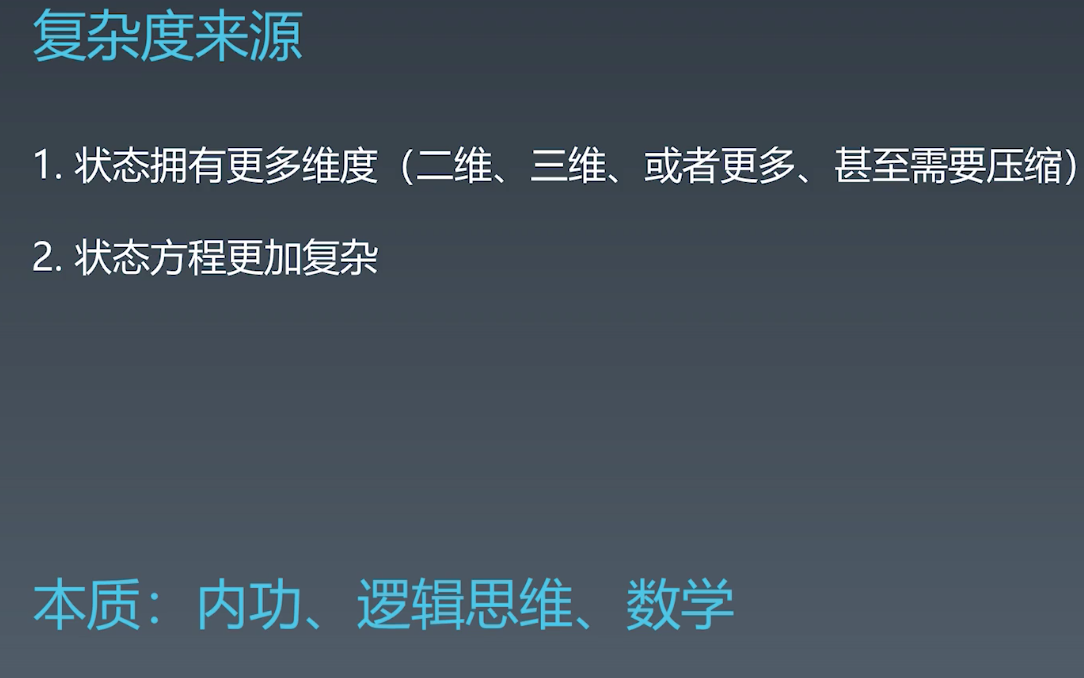 复杂度来源
1. 状态拥有更多维度（二维、三维、或者更多、甚至需要压缩）
2. 状态方程更加复杂
本质：内功、逻辑思维、数学